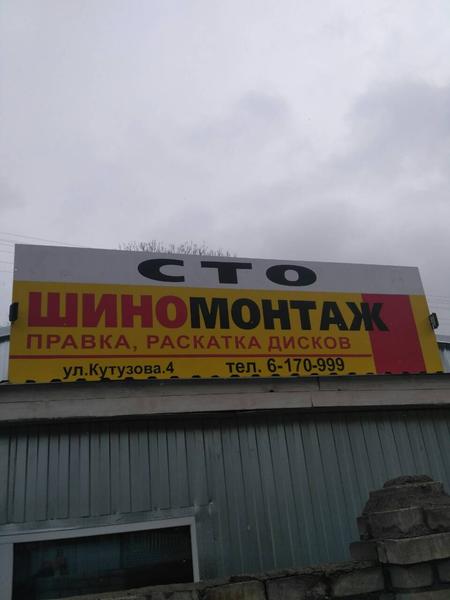 СТО
ШИНОМОНТАЖ
ПРАВКА, РАСКАТКА ДИСКОВ
ул.Кутузова.4 тел. 6-170-999